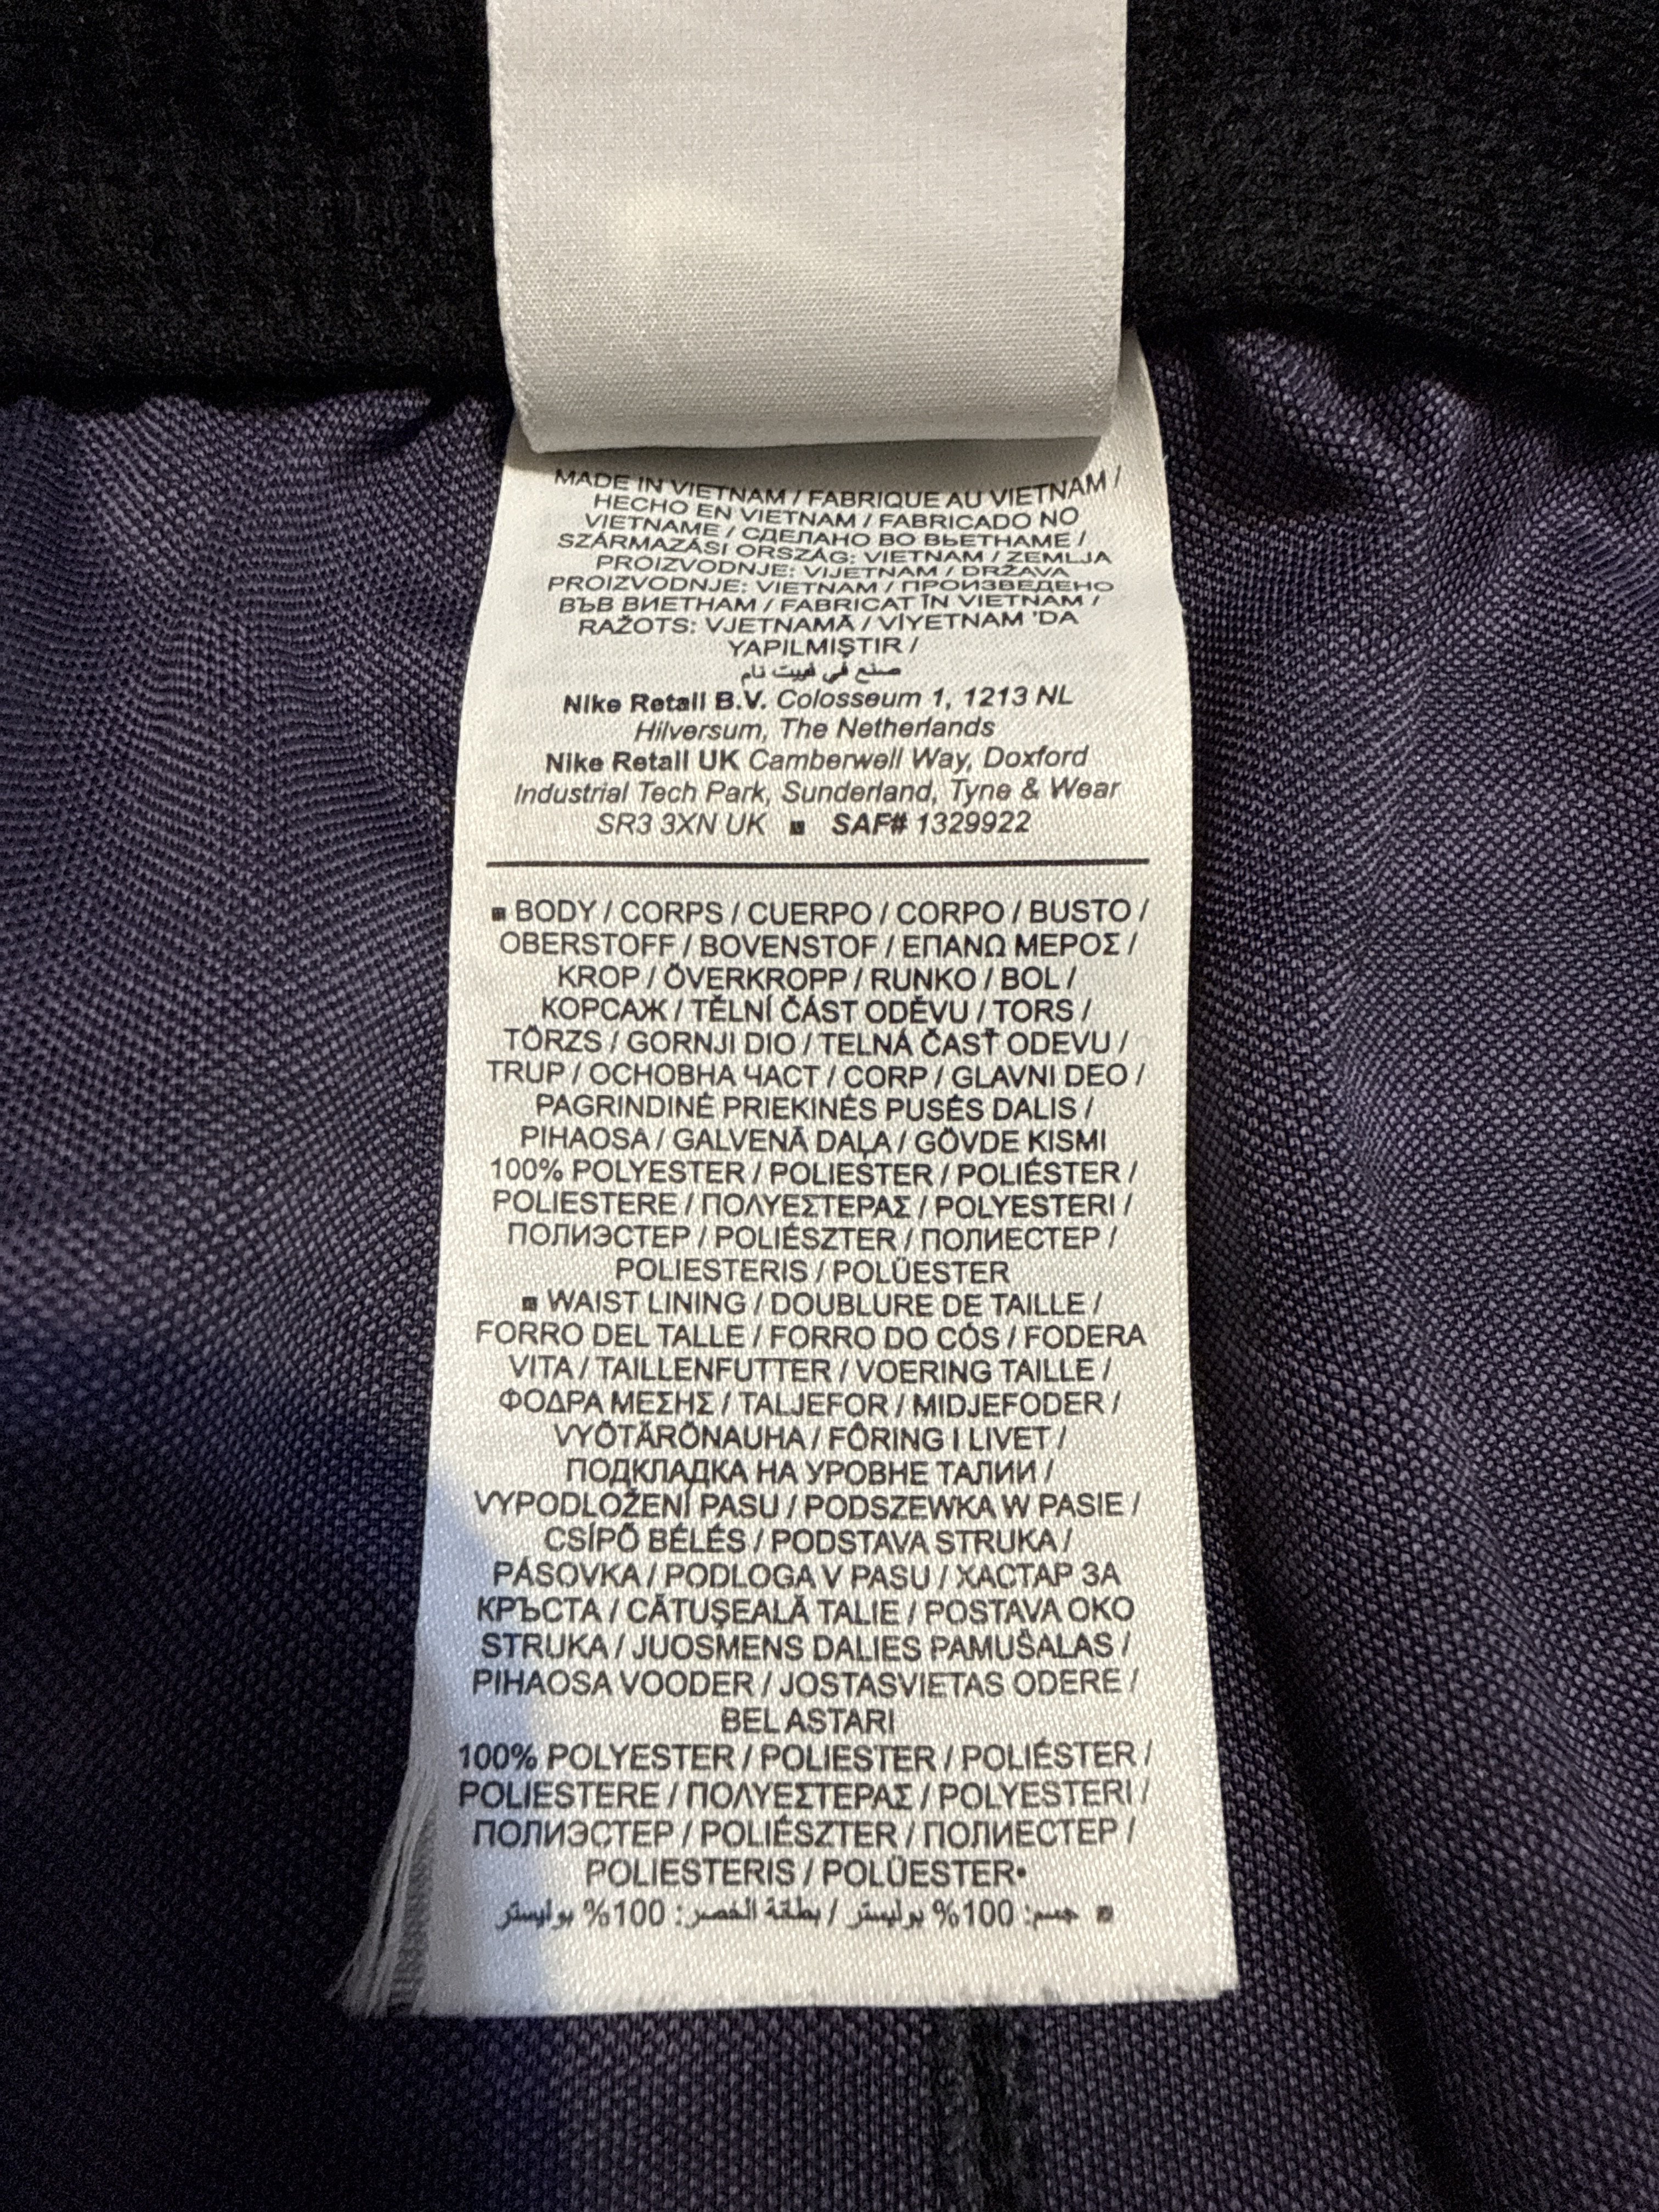 MADE IN VIETNAM / FABRIQUE AU VIETNAM /
HECHO EN VIETNAM / FABRICADO NO
VIETNAME / СДЕЛАНО ВО ВЬЕТНАМЕ /
SZÁRMAZÁSI ORSZÁG: VIETNAM / ZEMLJA
PROIZVODNJE: VIJETNAM / DRŽAVA
PROIZVODNJE: VIETNAM / ПРОИЗВЕДЕНО
ВЪВ ВИЕТНАМ / FABRICAT ÎN VIETNAM /
RAŽOTS: VJETNAMĀ / VİYETNAM 'DA
YAPILMIŞTIR /
صنع في فييت نام
Nike Retail B.V. Colosseum 1, 1213 NL
Hilversum, The Netherlands
Nike Retail UK Camberwell Way, Doxford
Industrial Tech Park, Sunderland, Tyne & Wear
SR3 3XN UK ■ SAF# 1329922
■ BODY / CORPS / CUERPO / CORPO / BUSTO /
OBERSTOFF / BOVENSTOF / ΕΠΑΝΩ ΜΕΡΟΣ /
KROP / ÖVERKROPP / RUNKO / BOL /
КОРСАЖ / TĚLNÍ ČÁST ODĚVU / TORS /
TÖRZS / GORNJI DIO / TELNÁ ČASŤ ODEVU /
TRUP / ОСНОВНА ЧАСТ / CORP / GLAVNI DEO /
PAGRINDINĖ PRIEKINĖS PUSĖS DALIS /
PIHAOSA / GALVENĀ DAĻA / GÖVDE KISMI
100% POLYESTER / POLIESTER / POLIÉSTER /
POLIESTERE / ΠΟΛΥΕΣΤΕΡΑΣ / POLYESTERI /
ПОЛИЭСТЕР / POLIÉSZTER / ПОЛИЕСТЕР /
POLIESTERIS / POLÜESTER
■ WAIST LINING / DOUBLURE DE TAILLE /
FORRO DEL TALLE / FORRO DO CÓS / FODERA
VITA / TAILLENFUTTER / VOERING TAILLE /
ΦΟΔΡΑ ΜΕΣΗΣ / TALJEFOR / MIDJEFODER /
VYÖTÄRÖNAUHA / FÔRING I LIVET /
ПОДКЛАДКА НА УРОВНЕ ТАЛИИ /
VYPODLOŽENÍ PASU / PODSZEWKA W PASIE /
CSÍPŐ BÉLÉS / PODSTAVA STRUKA /
PÁSOVKA / PODLOGA V PASU / ХАСТАР ЗА
КРЪСТА / CĂTUŞEALĂ TALIE / POSTAVA OKO
STRUKA / JUOSMENS DALIES PAMUŠALAS /
PIHAOSA VOODER / JOSTASVIETAS ODERE /
BEL ASTARI
100% POLYESTER / POLIESTER / POLIÉSTER /
POLIESTERE / ΠΟΛΥΕΣΤΕΡΑΣ / POLYESTERI /
ПОЛИЭСТЕР / POLIÉSZTER / ПОЛИЕСТЕР /
POLIESTERIS / POLÜESTER•
■ جسم: 100% بوليستر / بطانة الخصر: 100% بوليستر